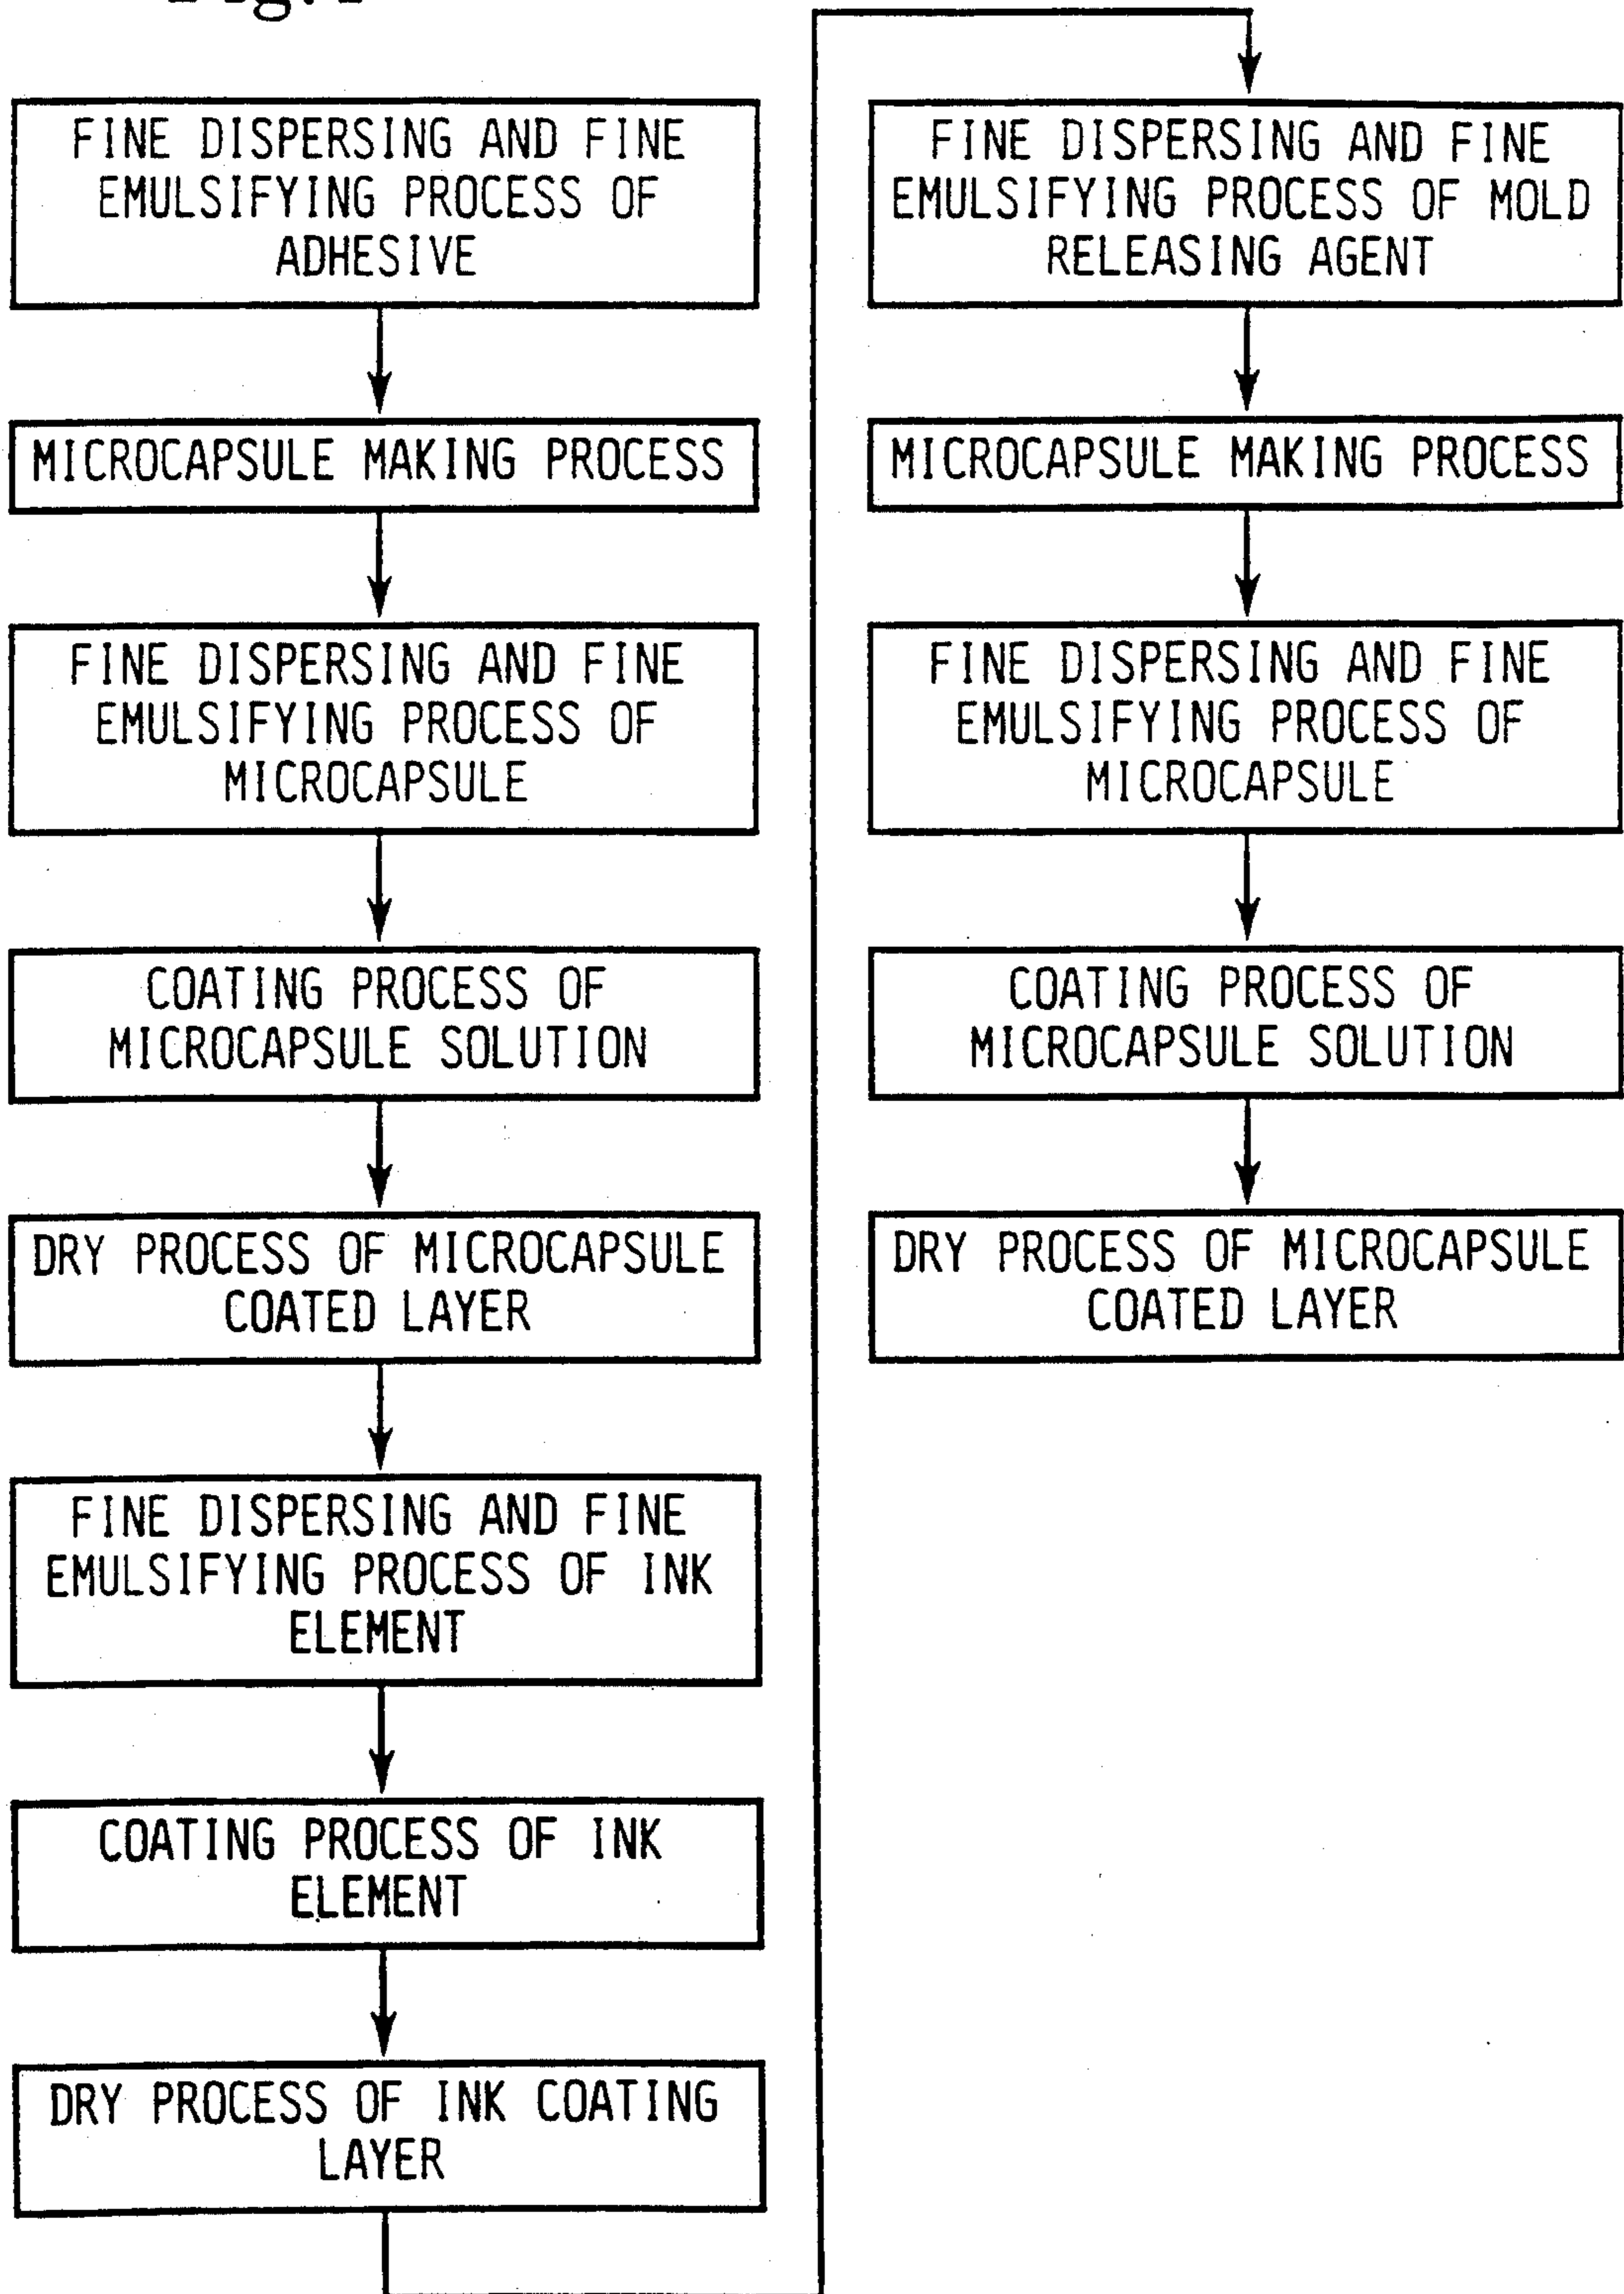 FINE DISPERSING AND FINE
EMULSIFYING PROCESS OF
ADHESIVE
MICROCAPSULE MAKING PROCESS
FINE DISPERSING AND FINE
EMULSIFYING PROCESS OF
MICROCAPSULE
COATING PROCESS OF
MICROCAPSULE SOLUTION
DRY PROCESS OF MICROCAPSULE
COATED LAYER
FINE DISPERSING AND FINE
EMULSIFYING PROCESS OF INK
ELEMENT
COATING PROCESS OF INK
ELEMENT
DRY PROCESS OF INK COATING
LAYER
FINE DISPERSING AND FINE
EMULSIFYING PROCESS OF MOLD
RELEASING AGENT
MICROCAPSULE MAKING PROCESS
FINE DISPERSING AND FINE
EMULSIFYING PROCESS OF
MICROCAPSULE
COATING PROCESS OF
MICROCAPSULE SOLUTION
DRY PROCESS OF MICROCAPSULE
COATED LAYER